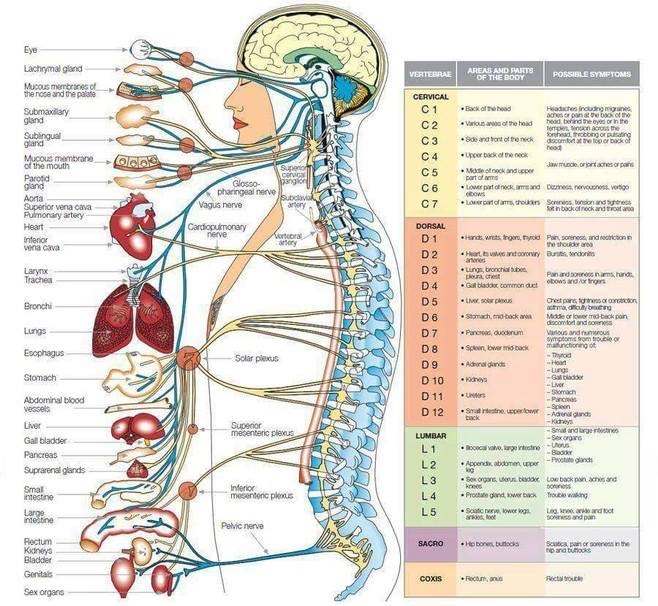 Eye
Lachrymal gland
Mucous membranes of
the nose and the palate
Submaxillary
gland
Sublingual
gland
Mucous membrane
of the mouth
Parotid
gland
Aorta
Superior vena cava
Pulmonary artery
Heart
Inferior
vena cava
Larynx
Trachea
Bronchi
Lungs
Esophagus
Stomach
Abdominal blood
vessels
Liver
Gall bladder
Pancreas
Suprarenal glands
Small
intestine
Large
intestine
Rectum
Kidneys
Bladder
Genitals
Sex organs
Superior
cervical
ganglion
Glosso-
pharingeal nerve
Subclavian
artery
Vagus nerve
Cardiopulmonary
nerve
Vertebral
artery
Solar plexus
Superior
mesenteric plexus
Inferior
mesenteric plexus
Pelvic nerve
VERTEBRAE
AREAS AND PARTS
OF THE BODY
POSSIBLE SYMPTOMS
CERVICAL
C 1
• Back of the head
C 2
• Various areas of the head
C 3
• Side and front of the neck
C 4
• Upper back of the neck
C 5
• Middle of neck and upper
part of arms
C 6
• Lower part of neck, arms and
elbows
C 7
• Lower part of arms, shoulders
Headaches (including migraines,
aches or pain at the back of the
head, behind the eyes or in the
temples, tension across the
forehead, throbbing or pulsating
discomfort at the top or back of
head)
Jaw muscle, or joint aches or pains
Dizziness, nervousness, vertigo
Soreness, tension and tightness
felt in back of neck and throat area
DORSAL
D 1
• Hands, wrists, fingers, thyroid
D 2
• Heart, its valves and coronary
arteries
D 3
• Lungs, bronchial tubes,
pleura, chest
D 4
• Gall bladder, common duct
D 5
• Liver, solar plexus
D 6
• Stomach, mid-back area
D 7
• Pancreas, duodenum
D 8
• Spleen, lower mid-back
D 9
• Adrenal glands
D 10
• Kidneys
D 11
• Ureters
D 12
• Small intestine, upper/lower
back
Pain, soreness, and restriction in
the shoulder area
Bursitis, tendonitis
Pain and soreness in arms, hands,
elbows and /or fingers
Chest pains, tightness or constriction,
asthma, difficulty breathing
Middle or lower mid-back pain,
discomfort and soreness
Various and numerous
symptoms from trouble or
malfunctioning of:
– Thyroid
– Heart
– Lungs
– Gall bladder
– Liver
– Stomach
– Pancreas
– Spleen
– Adrenal glands
– Kidneys
– Small and large intestines
– Sex organs
– Uterus
– Bladder
– Prostate glands
LUMBAR
L 1
• Iliocecal valve, large intestine
L 2
• Appendix, abdomen, upper
leg
L 3
• Sex organs, uterus, bladder,
knees
L 4
• Prostate gland, lower back
L 5
• Sciatic nerve, lower legs,
ankles, feet
Low back pain, aches and
soreness.
Trouble walking
Leg, knee, ankle and foot
soreness and pain
SACRO
• Hip bones, buttocks
Sciatica, pain or soreness in the
hip and buttocks
COXIS
• Rectum, anus
Rectal trouble